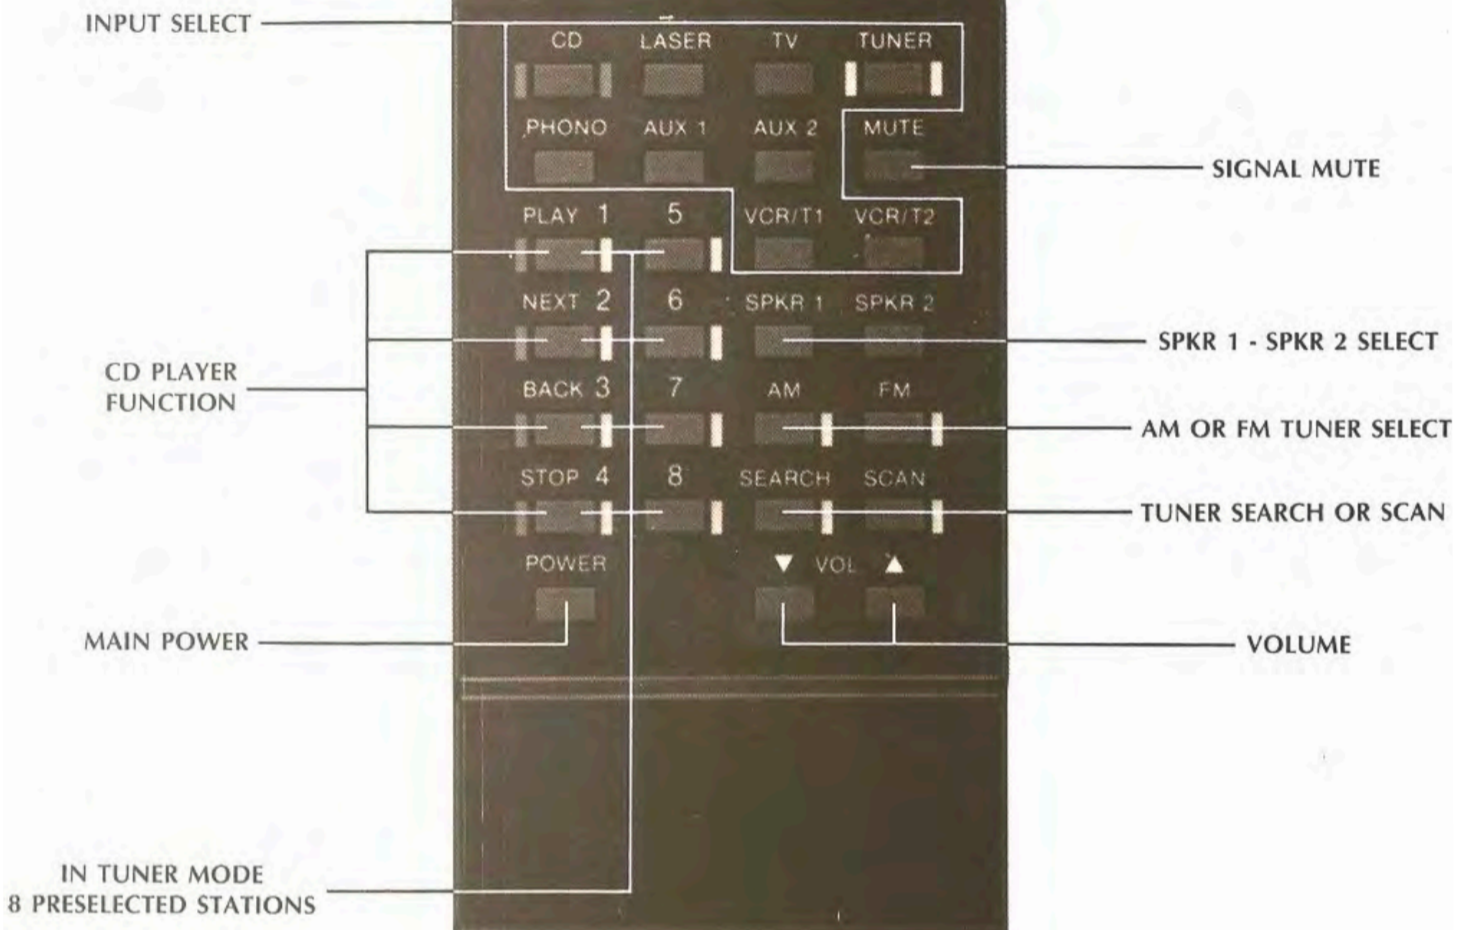 INPUT SELECT
CD LASER TV TUNER
PHONO AUX 1 AUX 2 MUTE
SIGNAL MUTE
PLAY 1 5 VCR/T1 VCR/T2
NEXT 2 6 SPKR 1 SPKR 2
SPKR 1 - SPKR 2 SELECT
CD PLAYER
FUNCTION
BACK 3 7 AM FM
AM OR FM TUNER SELECT
STOP 4 8 SEARCH SCAN
TUNER SEARCH OR SCAN
POWER ▼ VOL ▲
MAIN POWER
VOLUME
IN TUNER MODE
8 PRESELECTED STATIONS